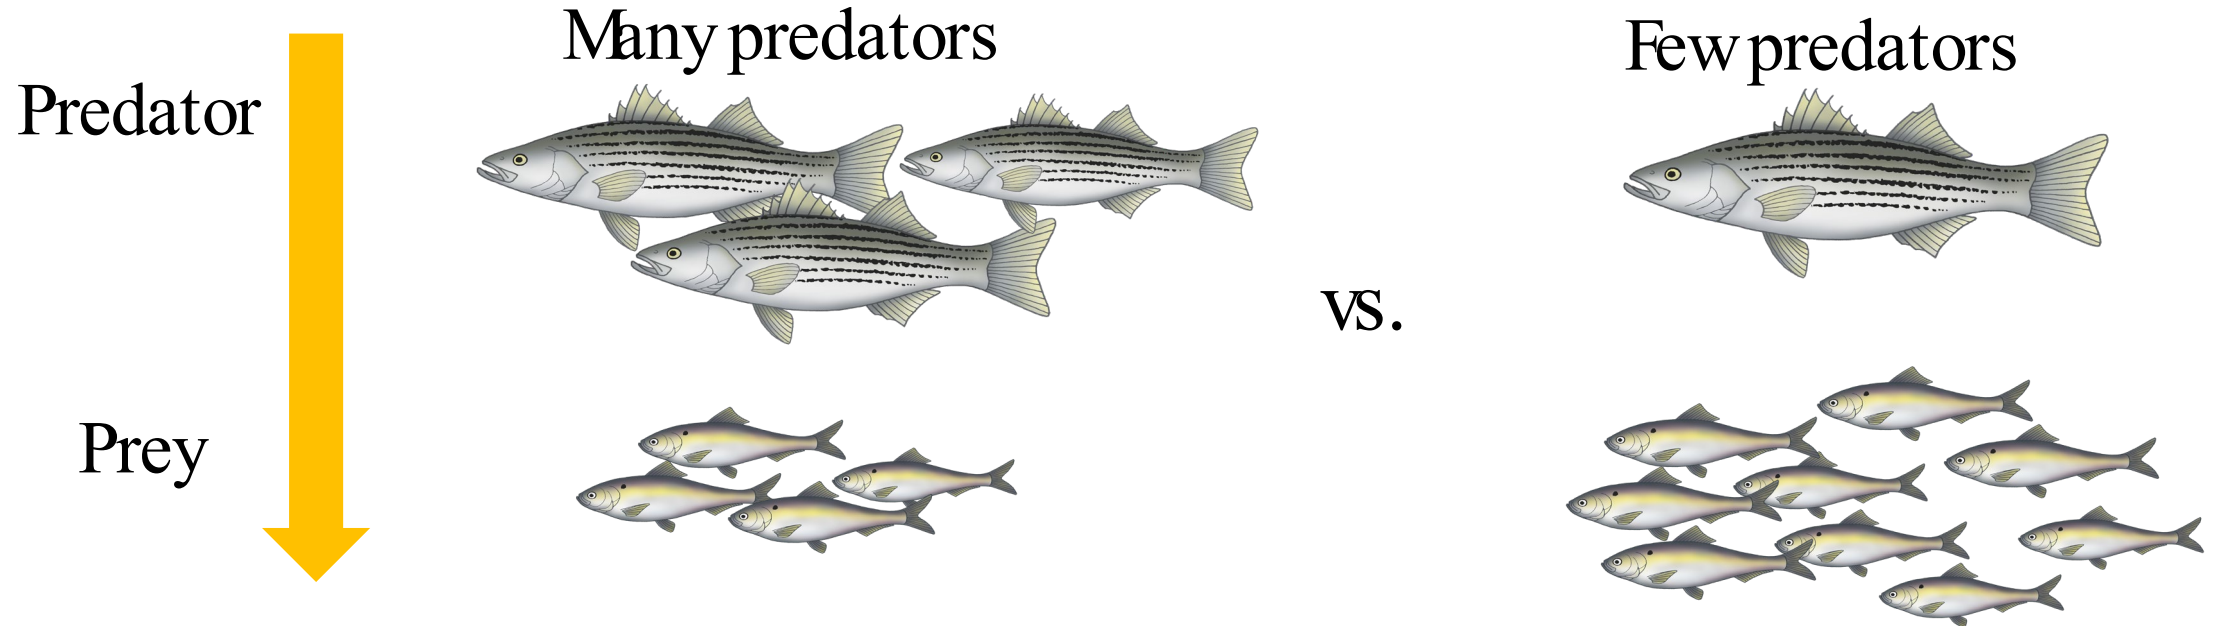 Many predators
Few predators
Predator
vs.
Prey